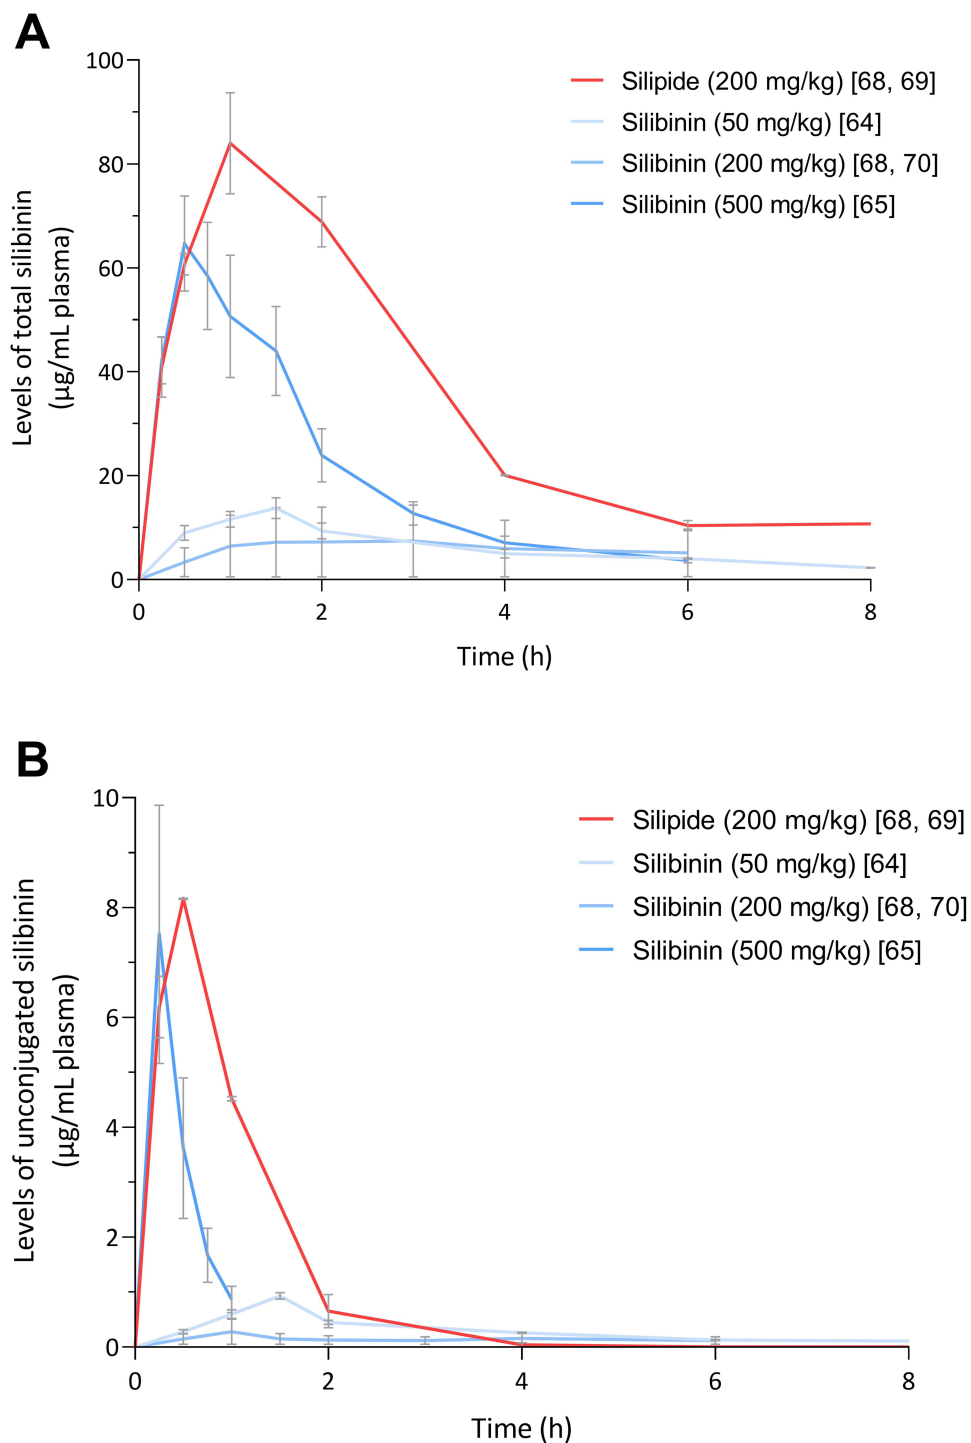 A
100
80
60
40
20
0
Levels of total silibinin
(µg/mL plasma)
Silipide (200 mg/kg) [68, 69]
Silibinin (50 mg/kg) [64]
Silibinin (200 mg/kg) [68, 70]
Silibinin (500 mg/kg) [65]
0 2 4 6 8
Time (h)
B
10
8
6
4
2
0
Levels of unconjugated silibinin
(µg/mL plasma)
Silipide (200 mg/kg) [68, 69]
Silibinin (50 mg/kg) [64]
Silibinin (200 mg/kg) [68, 70]
Silibinin (500 mg/kg) [65]
0 2 4 6 8
Time (h)